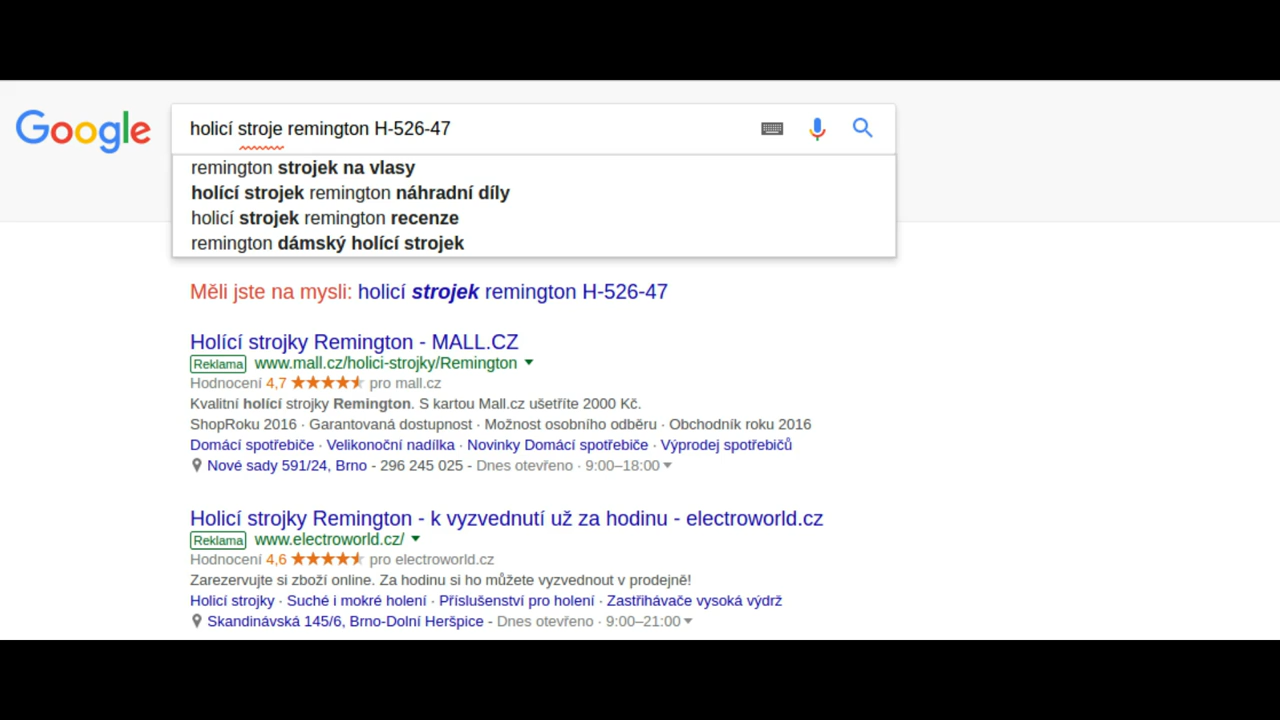 Google
holicí stroje remington H-526-47
remington strojek na vlasy
holící strojek remington náhradní díly
holicí strojek remington recenze
remington dámský holící strojek
Měli jste na mysli: holicí strojek remington H-526-47
Holící strojky Remington - MALL.CZ
Reklama www.mall.cz/holici-strojky/Remington
Hodnocení 4,7 ★★★★★ pro mall.cz
Kvalitní holící strojky Remington. S kartou Mall.cz ušetříte 2000 Kč.
ShopRoku 2016 · Garantovaná dostupnost · Možnost osobního odběru · Obchodník roku 2016
Domácí spotřebiče · Velikonoční nadílka · Novinky Domácí spotřebiče · Výprodej spotřebičů
Nové sady 591/24, Brno - 296 245 025 - Dnes otevřeno · 9:00–18:00
Holicí strojky Remington - k vyzvednutí už za hodinu - electroworld.cz
Reklama www.electroworld.cz/
Hodnocení 4,6 ★★★★★ pro electroworld.cz
Zarezervujte si zboží online. Za hodinu si ho můžete vyzvednout v prodejně!
Holicí strojky · Suché i mokré holení · Příslušenství pro holení · Zastřihávače vysoká výdrž
Skandinávská 145/6, Brno-Dolní Heršpice - Dnes otevřeno · 9:00–21:00